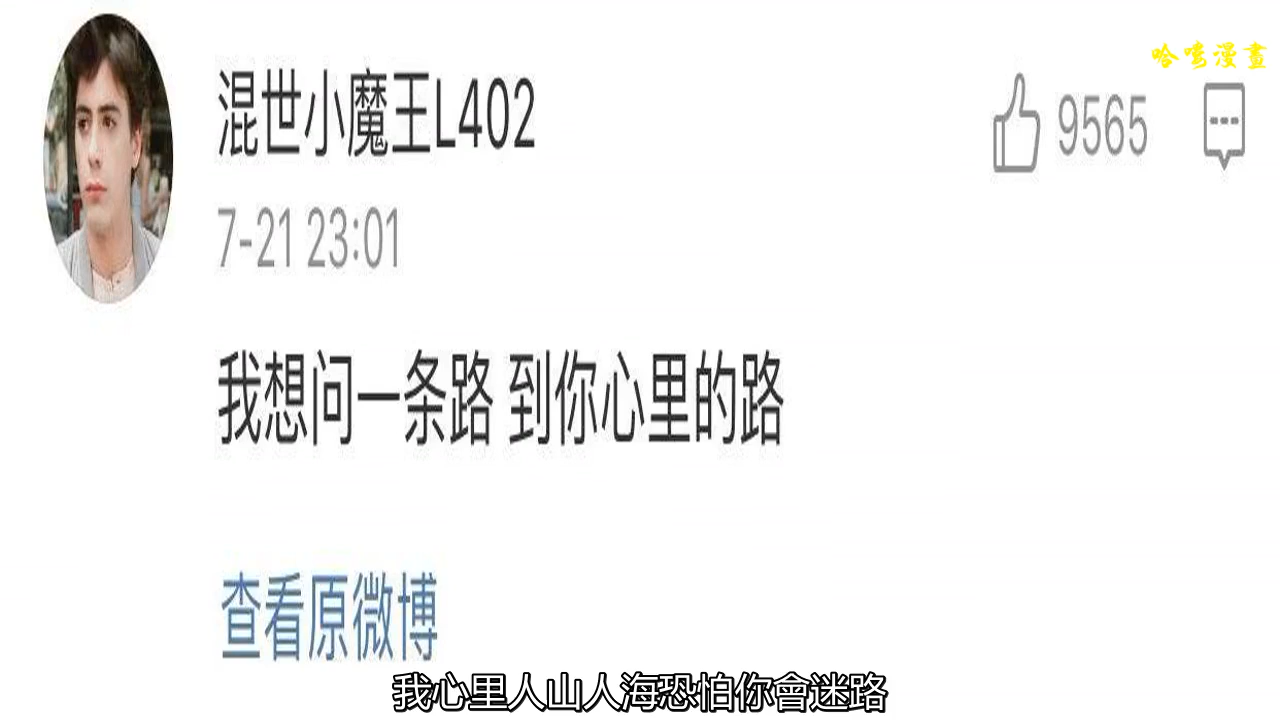 哈嘍漫畫
混世小魔王L402
9565
7-21 23:01
我想问一条路 到你心里的路
查看原微博
我心里人山人海恐怕你會迷路